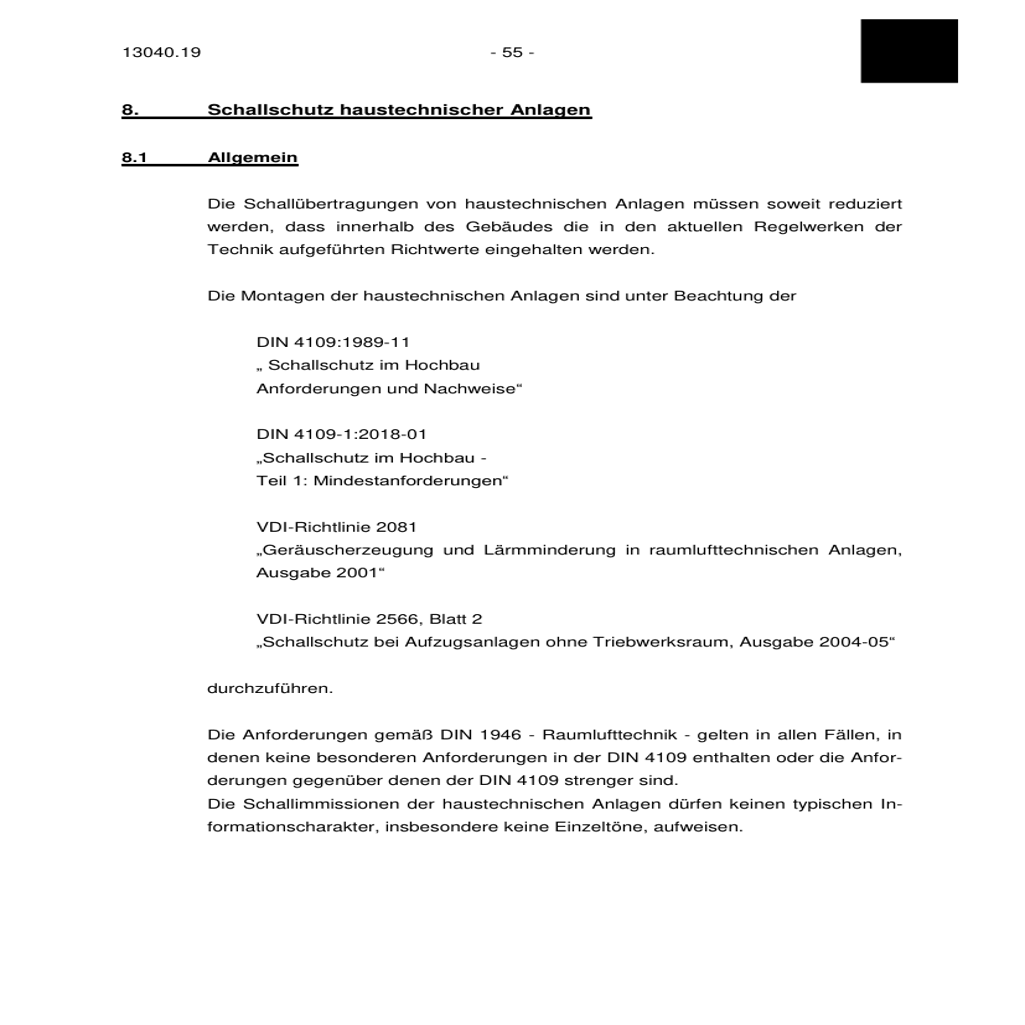 13040.19 - 55 -
8. Schallschutz haustechnischer Anlagen
8.1 Allgemein
Die Schallübertragungen von haustechnischen Anlagen müssen soweit reduziert
werden, dass innerhalb des Gebäudes die in den aktuellen Regelwerken der
Technik aufgeführten Richtwerte eingehalten werden.
Die Montagen der haustechnischen Anlagen sind unter Beachtung der
DIN 4109:1989-11
„ Schallschutz im Hochbau
Anforderungen und Nachweise“
DIN 4109-1:2018-01
„Schallschutz im Hochbau -
Teil 1: Mindestanforderungen“
VDI-Richtlinie 2081
„Geräuscherzeugung und Lärmminderung in raumlufttechnischen Anlagen,
Ausgabe 2001“
VDI-Richtlinie 2566, Blatt 2
„Schallschutz bei Aufzugsanlagen ohne Triebwerksraum, Ausgabe 2004-05“
durchzuführen.
Die Anforderungen gemäß DIN 1946 - Raumlufttechnik - gelten in allen Fällen, in
denen keine besonderen Anforderungen in der DIN 4109 enthalten oder die Anfor-
derungen gegenüber denen der DIN 4109 strenger sind.
Die Schallimmissionen der haustechnischen Anlagen dürfen keinen typischen In-
formationscharakter, insbesondere keine Einzeltöne, aufweisen.